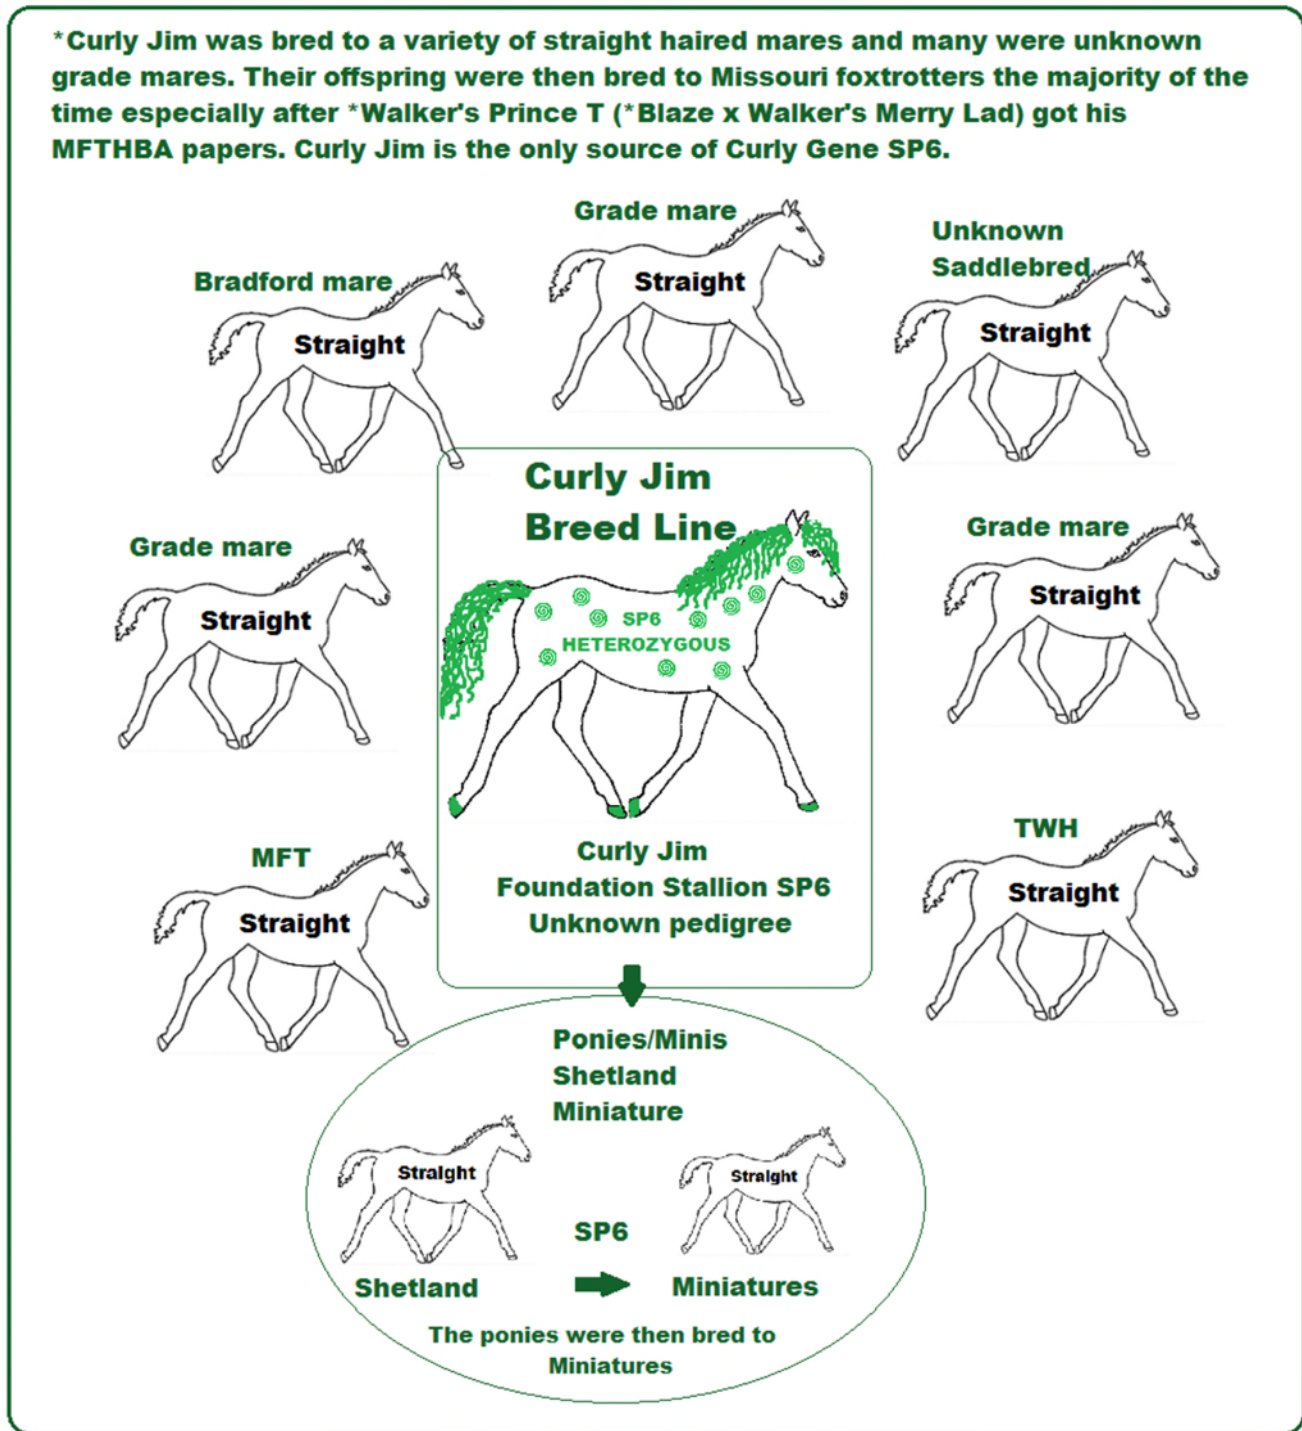 *Curly Jim was bred to a variety of straight haired mares and many were unknown
grade mares. Their offspring were then bred to Missouri foxtrotters the majority of the
time especially after *Walker's Prince T (*Blaze x Walker's Merry Lad) got his
MFTHBA papers. Curly Jim is the only source of Curly Gene SP6.
Grade mare
Straight
Unknown
Saddlebred
Straight
Bradford mare
Straight
Curly Jim
Breed Line
SP6
HETEROZYGOUS
Grade mare
Straight
Grade mare
Straight
MFT
Straight
TWH
Straight
Curly Jim
Foundation Stallion SP6
Unknown pedigree
Ponies/Minis
Shetland
Miniature
Straight
Straight
SP6
Shetland
Miniatures
The ponies were then bred to
Miniatures